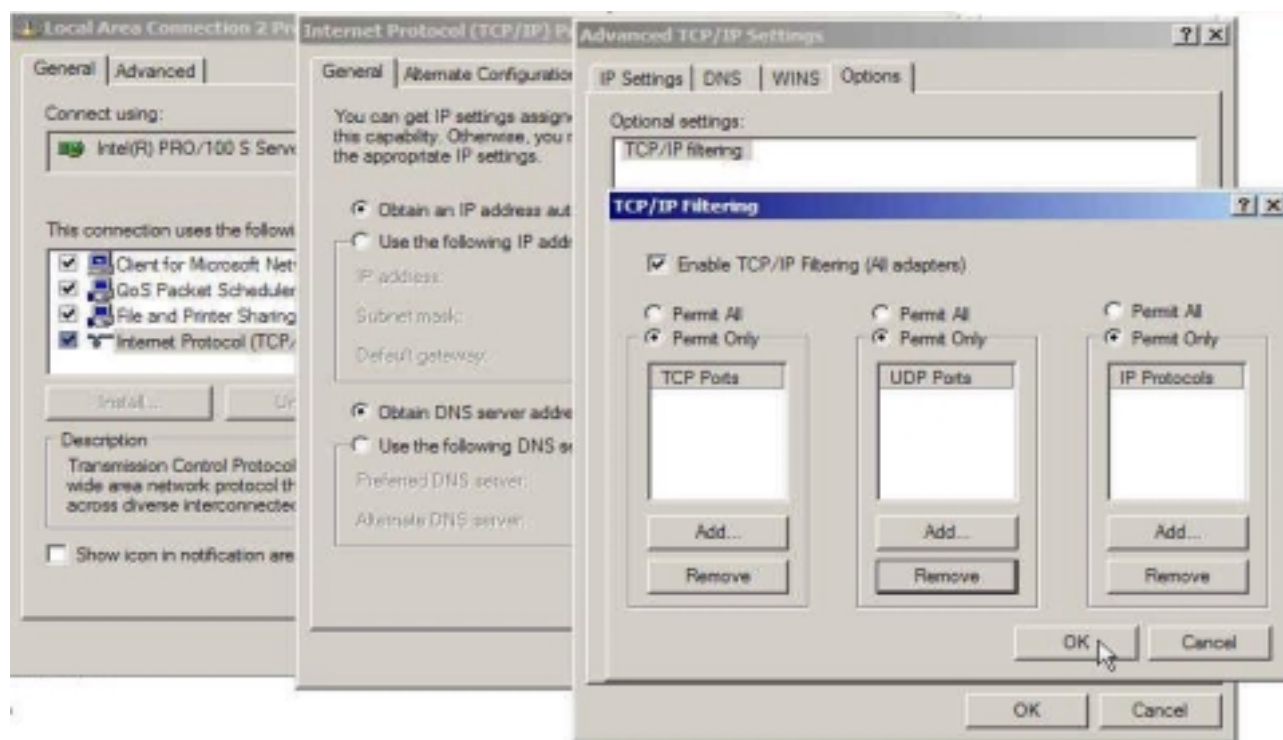 Local Area Connection 2 Pr
General
Advanced
Connect using:
Intel(R) PRO/100 S Serve
This connection uses the followi
Client for Microsoft Net
QoS Packet Scheduler
File and Printer Sharing
Internet Protocol (TCP/
Install...
Un
Description
Transmission Control Protocol
wide area network protocol th
across diverse interconnected
Show icon in notification are
Internet Protocol (TCP/IP) P
General
Alternate Configuration
You can get IP settings assign
this capability. Otherwise, you n
the appropriate IP settings.
Obtain an IP address aut
Use the following IP addr
IP address:
Subnet mask:
Default gateway:
Obtain DNS server addre
Use the following DNS se
Preferred DNS server:
Alternate DNS server:
Advanced TCP/IP Settings
IP Settings
DNS
WINS
Options
Optional settings:
TCP/IP filtering
TCP/IP Filtering
Enable TCP/IP Filtering (All adapters)
Permit All
Permit Only
TCP Ports
Add...
Remove
Permit All
Permit Only
UDP Ports
Add...
Remove
Permit All
Permit Only
IP Protocols
Add...
Remove
OK
Cancel
OK
Cancel